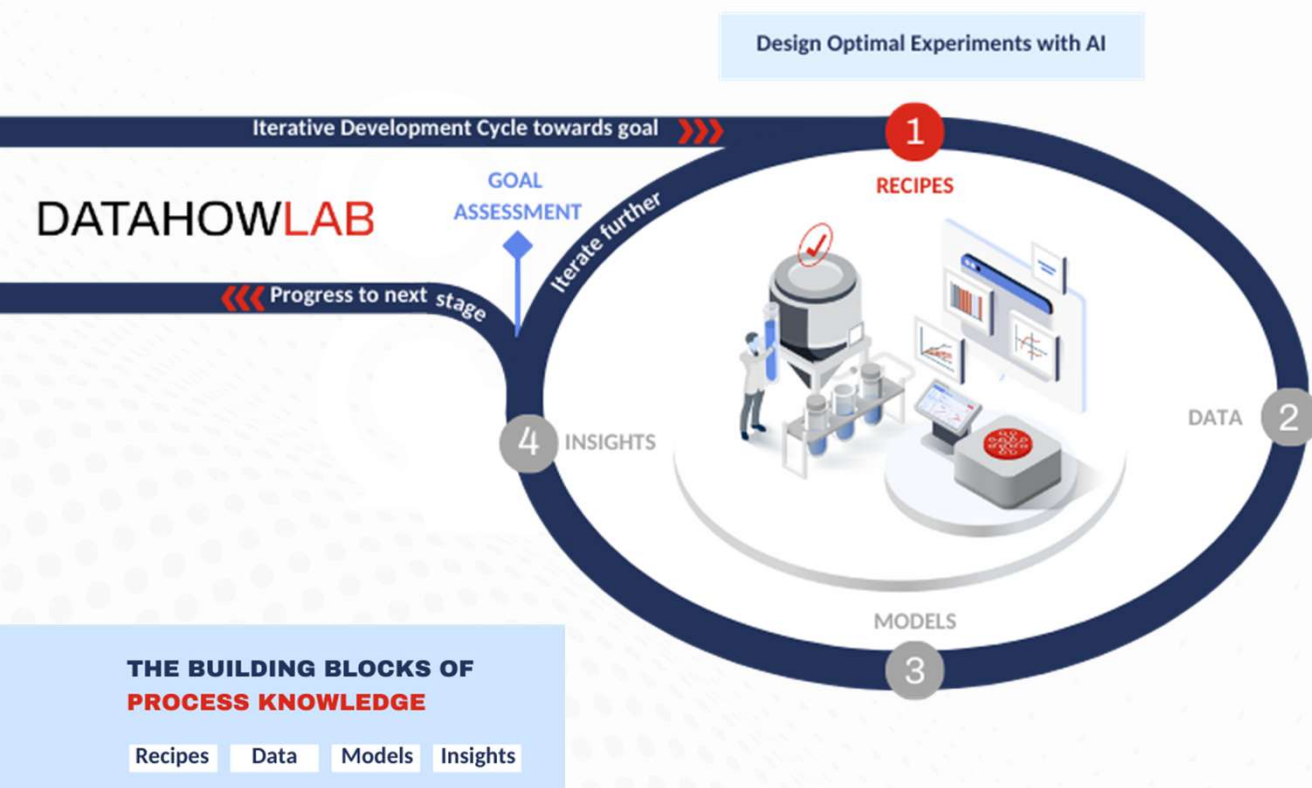 Design Optimal Experiments with AI
Iterative Development Cycle towards goal
1
RECIPES
DATAHOWLAB
GOAL
ASSESSMENT
Iterate further
Progress to next stage
DATA
2
4
INSIGHTS
MODELS
3
THE BUILDING BLOCKS OF
PROCESS KNOWLEDGE
Recipes Data Models Insights